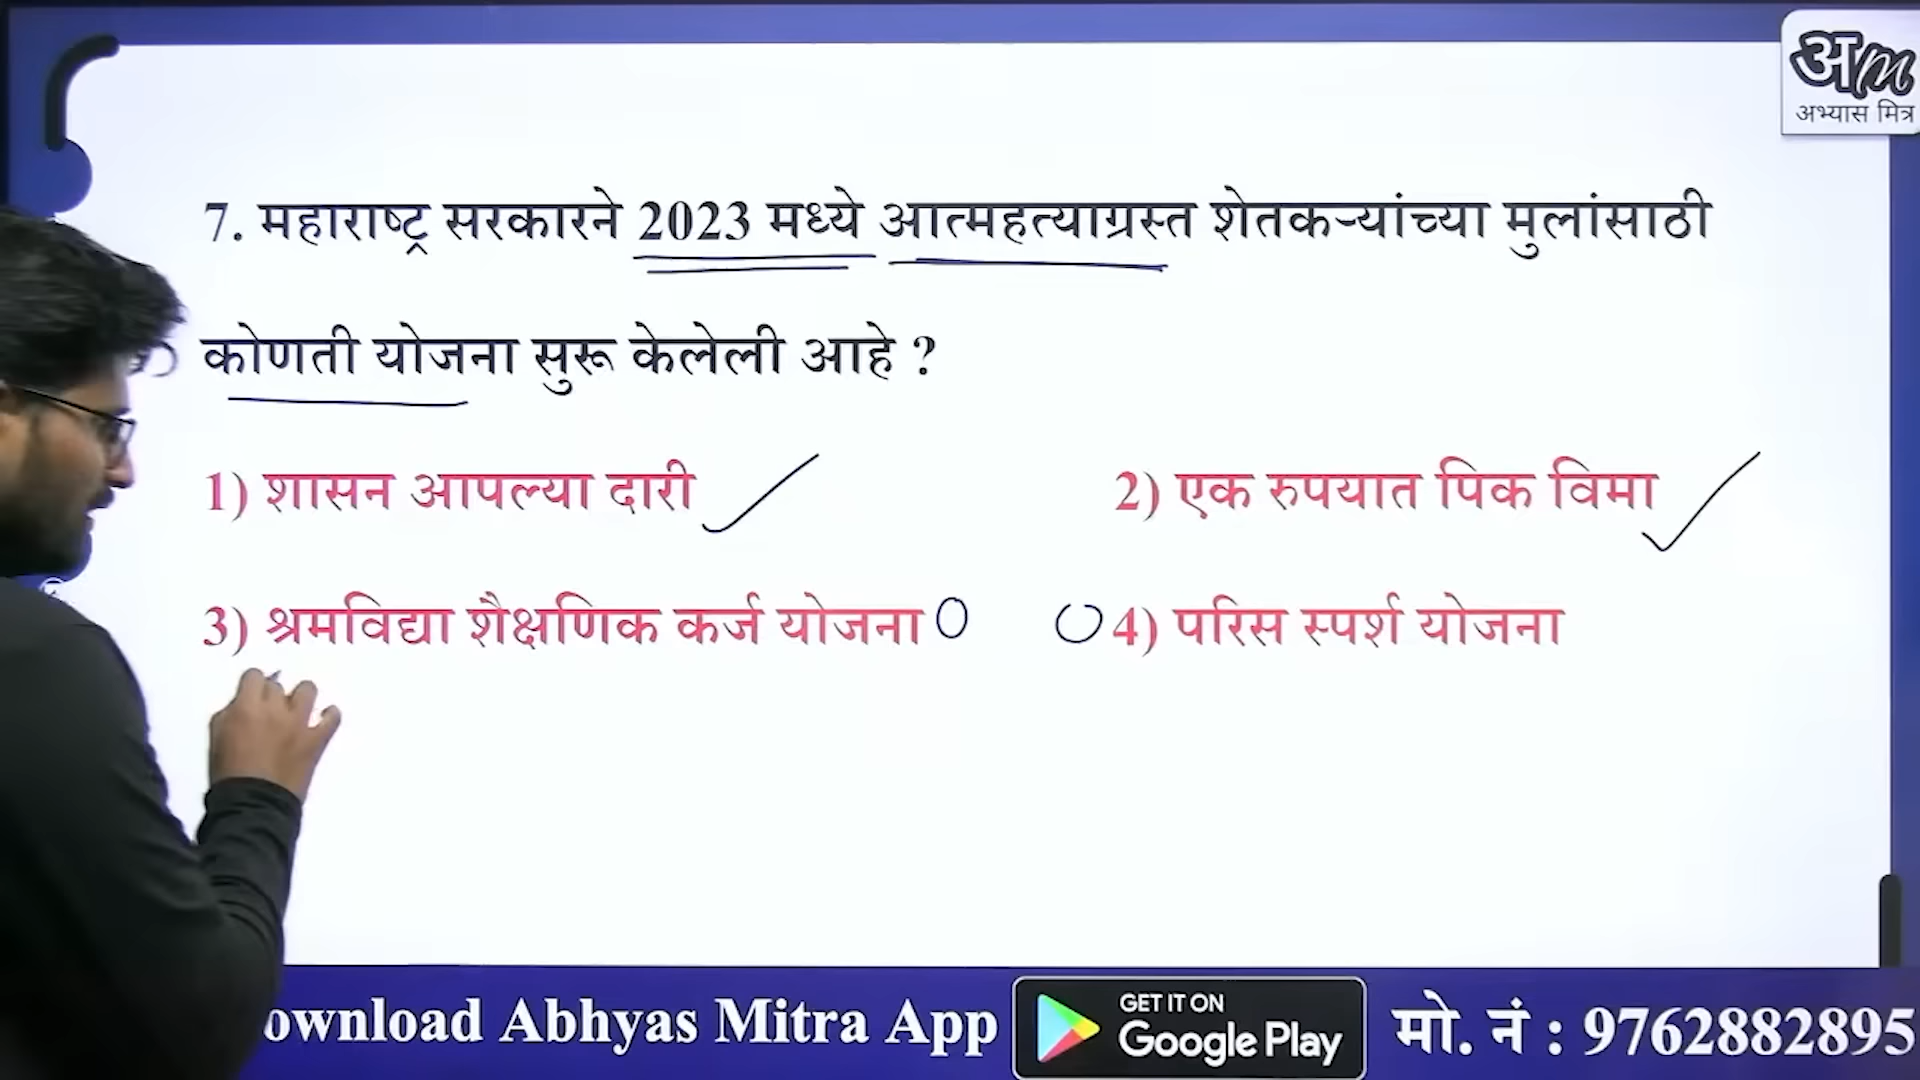 अm
अभ्यास मित्र
7. महाराष्ट्र सरकारने 2023 मध्ये आत्महत्याग्रस्त शेतकऱ्यांच्या मुलांसाठी
कोणती योजना सुरू केलेली आहे ?
1) शासन आपल्या दारी
2) एक रुपयात पिक विमा
3) श्रमविद्या शैक्षणिक कर्ज योजना
4) परिस स्पर्श योजना
ownload Abhyas Mitra App
GET IT ON
Google Play
मो. नं : 9762882895